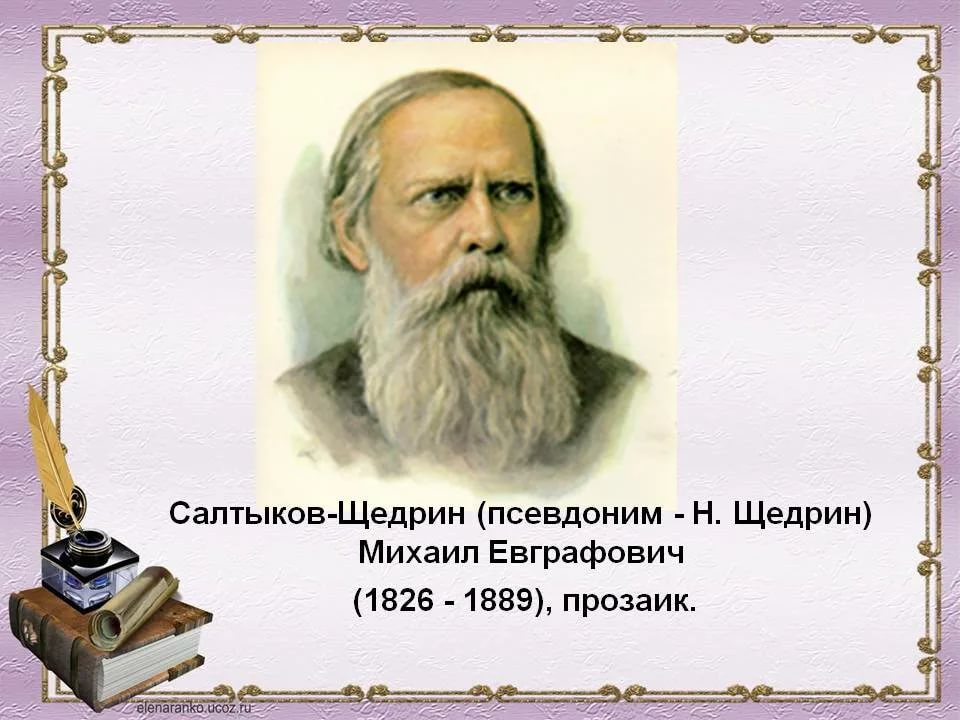 Салтыков-Щедрин (псевдоним - Н. Щедрин)
Михаил Евграфович
(1826 - 1889), прозаик.
elenaranko.ucoz.ru